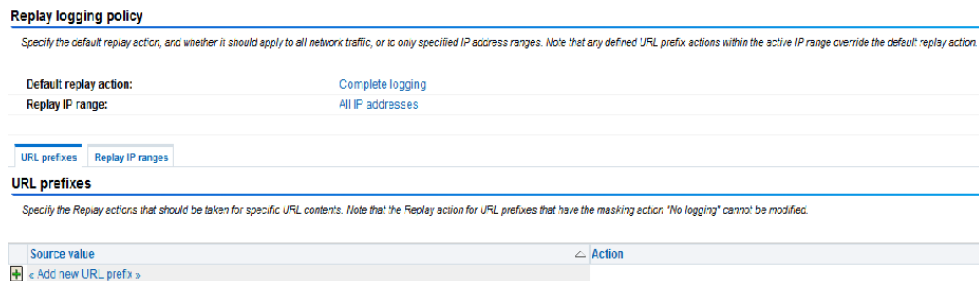 Replay logging policy
Specify the default replay action, and whether it should apply to all network traffic, or to only specified IP address ranges. Note that any defined URL prefix actions within the active IP range override the default replay action.
Default replay action: Complete logging
Replay IP range: All IP addresses
URL prefixes Replay IP ranges
URL prefixes
Specify the Replay actions that should be taken for specific URL contents. Note that the Replay action for URL prefixes that have the masking action "No logging" cannot be modified.
Source value Action
« Add new URL prefix »